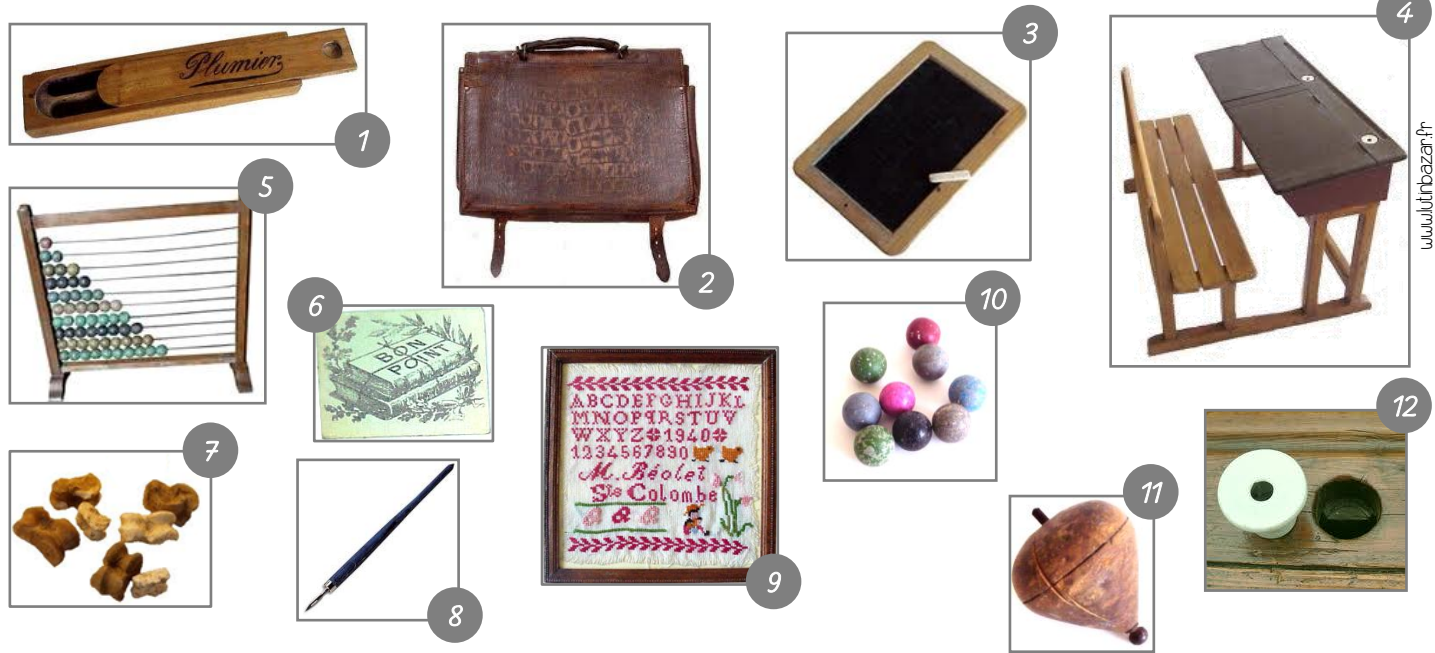 Plumier
1
2
3
4
www.lutinbazar.fr
5
6
BON
POINT
7
8
ABCDEFGHIJKL
MNOPQRSTUV
WXYZ 1940
1234567890
M. Béolet
Ste Colombe
a a a
9
10
11
12